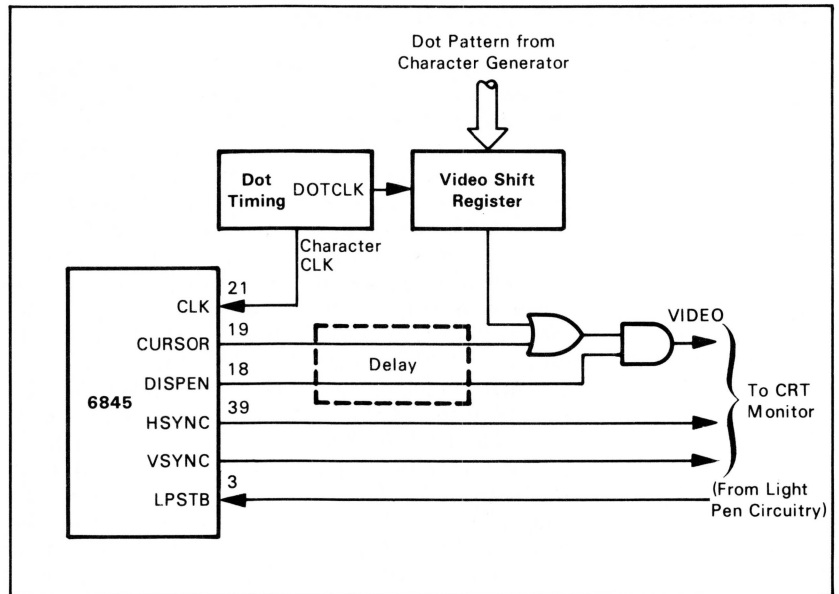 Dot Pattern from
Character Generator
Dot
Timing
DOTCLK
Video Shift
Register
Character
CLK
6845
CLK
21
CURSOR
19
DISPEN
18
HSYNC
39
VSYNC
LPSTB
3
Delay
VIDEO
To CRT
Monitor
(From Light
Pen Circuitry)